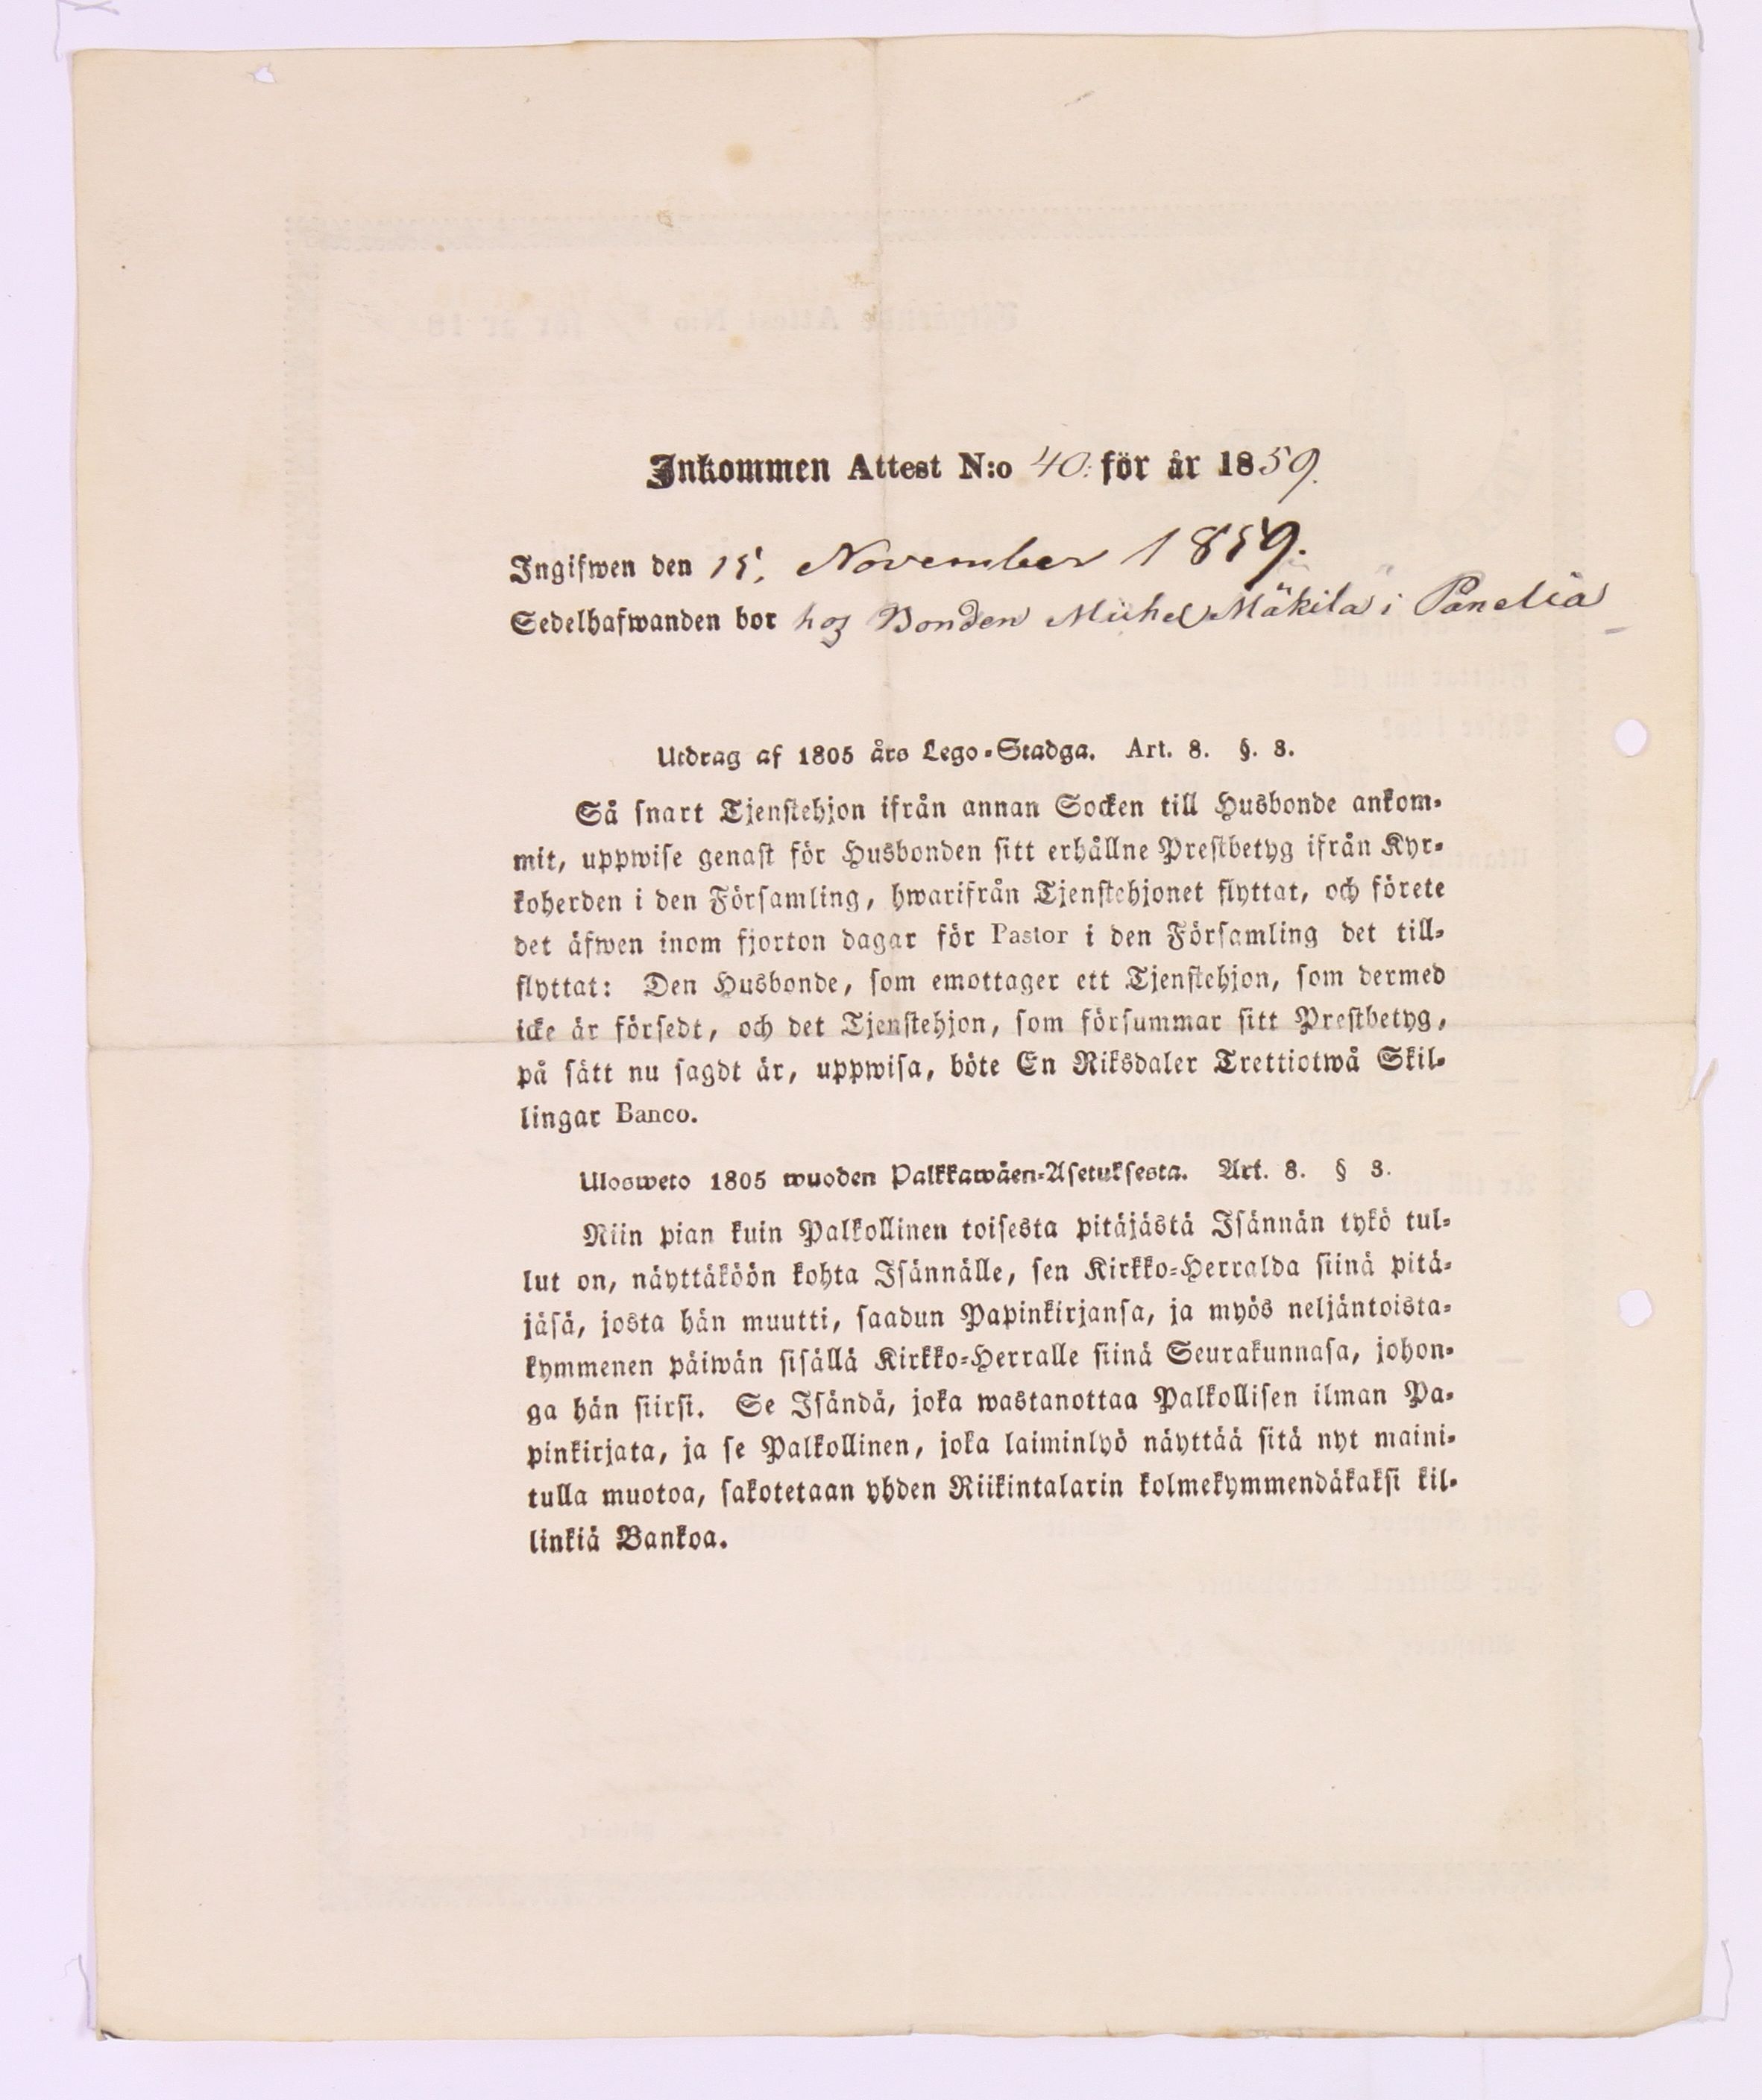 Inkommen Attest N:o 40. för år 1859.
Ingifwen den 15. November 1859.
Sedelhafwanden bor hos Bonden Michel Mäkilä i Panelia
Utdrag af 1805 års Lego-Stadga. Art. 8. §. 3.
Så snart Tjenstehjon ifrån annan Socken till Husbonde ankom-
mit, uppwise genast för Husbonden sitt erhållne Prestbetyg ifrån Kyr-
koherden i den Församling, hwarifrån Tjenstehjonet flyttat, och förete
det äfwen inom fjorton dagar för Pastor i den Församling det till-
flyttat: Den Husbonde, som emottager ett Tjenstehjon, som dermed
icke är försedt, och det Tjenstehjon, som försummar sitt Prestbetyg,
på sätt nu sagdt är, uppwisa, böte En Riksdaler Trettiotwå Skil-
lingar Banco.
Ulosweto 1805 wuoden Palkkawäen-Asetuksesta. Art. 8. § 3.
Niin pian kuin Palkollinen toisesta pitäjästä Isännän tykö tul-
lut on, näyttäköön kohta Isännälle, sen Kirkko-Herralda siinä pitä-
jäsä, josta hän muutti, saadun Papinkirjansa, ja myös neljäntoista-
kymmenen päiwän sisällä Kirkko-Herralle siinä Seurakunnasa, johon-
ga hän siirsi. Se Isändä, joka wastanottaa Palkollisen ilman Pa-
pinkirjata, ja se Palkollinen, joka laiminlyö näyttää sitä nyt maini-
tulla muotoa, sakotetaan yhden Riikintalarin kolmekymmendäkaksi kil-
linkiä Bankoa.